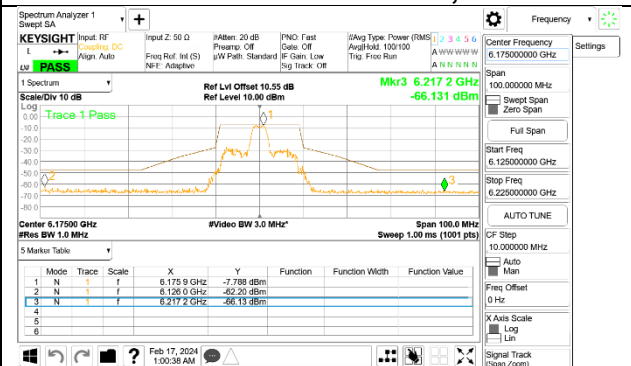 Spectrum Analyzer 1
Swept SA
Frequency
KEYSIGHT
Input: RF
Input Z: 50 Ω
#Atten: 20 dB
PNO: Fast
#Avg Type: Power (RMS
1 2 3 4 5 6
Coupling: DC
Preamp: Off
Gate: Off
Avg|Hold: 100/100
A W W W W W
Align: Auto
Freq Ref: Int (S)
µW Path: Standard
IF Gain: Low
Trig: Free Run
NFE: Adaptive
Sig Track: Off
A N N N N N
L
PASS
Center Frequency
6.175000000 GHz
Settings
Span
100.000000 MHz
Swept Span
Zero Span
Full Span
Start Freq
6.125000000 GHz
Stop Freq
6.225000000 GHz
AUTO TUNE
CF Step
10.000000 MHz
Auto
Man
Freq Offset
0 Hz
X Axis Scale
Log
Lin
Signal Track
(Span Zoom)
1 Spectrum
Ref Lvl Offset 10.55 dB
Mkr3 6.217 2 GHz
Scale/Div 10 dB
Ref Level 10.00 dBm
-66.131 dBm
Log
Trace 1 Pass
0.00
-10.0
-20.0
-30.0
-40.0
-50.0
-60.0
-70.0
-80.0
1
2
3
Center 6.17500 GHz
#Video BW 3.0 MHz*
Span 100.0 MHz
#Res BW 1.0 MHz
Sweep 1.00 ms (1001 pts)
5 Marker Table
Mode Trace Scale X Y Function Function Width Function Value
1 N 1 f 6.175 9 GHz -7.788 dBm
2 N 1 f 6.126 0 GHz -62.20 dBm
3 N 1 f 6.217 2 GHz -66.13 dBm
4
5
6
?
Feb 17, 2024
1:00:38 AM